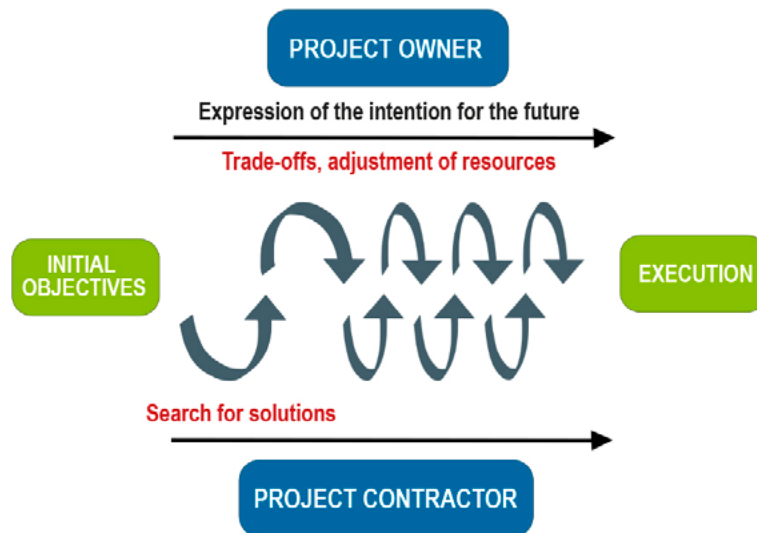 PROJECT OWNER
Expression of the intention for the future
Trade-offs, adjustment of resources
INITIAL
OBJECTIVES
EXECUTION
Search for solutions
PROJECT CONTRACTOR